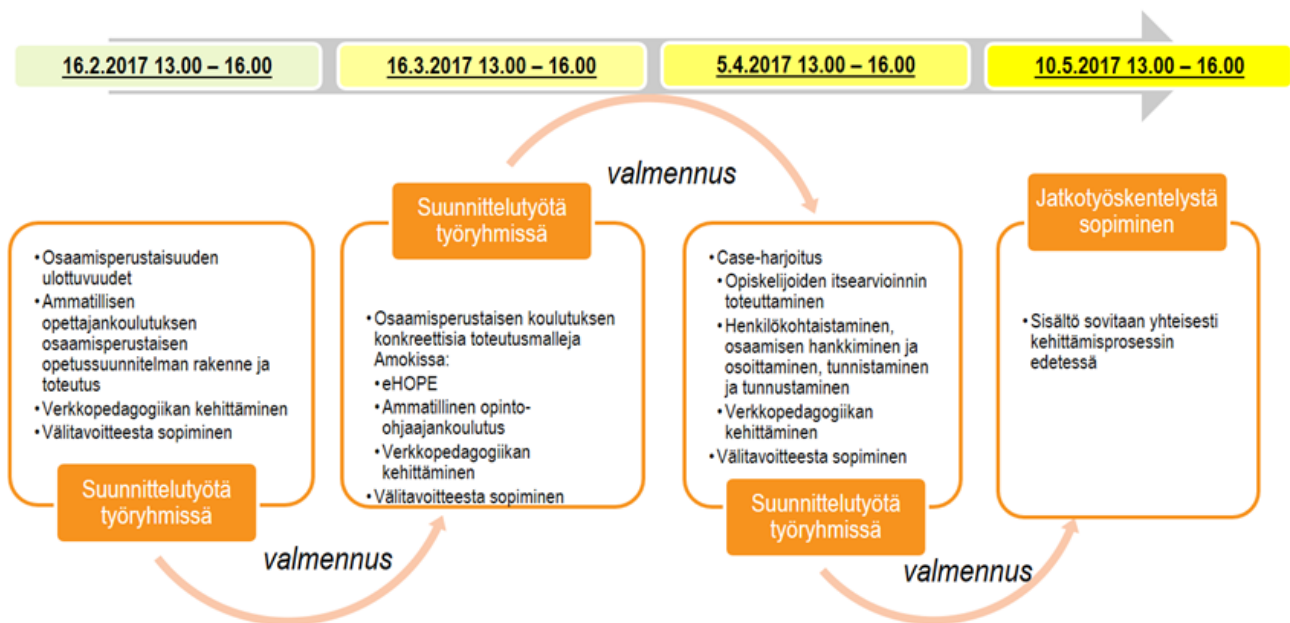 16.2.2017 13.00 – 16.00
16.3.2017 13.00 – 16.00
5.4.2017 13.00 – 16.00
10.5.2017 13.00 – 16.00
•Osaamisperustaisuuden
ulottuvuudet
•Ammatillisen
opettajankoulutuksen
osaamisperustaisen
opetussuunnitelman rakenne ja
toteutus
•Verkkopedagogiikan kehittäminen
•Välitavoitteesta sopiminen
Suunnittelutyötä
työryhmissä
valmennus
Suunnittelutyötä
työryhmissä
•Osaamisperustaisen koulutuksen
konkreettisia toteutusmalleja
Amokissa:
•eHOPE
•Ammatillinen opinto-
ohjaajankoulutus
•Verkkopedagogiikan
kehittäminen
•Välitavoitteesta sopiminen
valmennus
•Case-harjoitus
•Opiskelijoiden itsearvioinnin
toteuttaminen
•Henkilökohtaistaminen,
osaamisen hankkiminen ja
osoittaminen, tunnistaminen
ja tunnustaminen
•Verkkopedagogiikan
kehittäminen
•Välitavoitteesta sopiminen
Suunnittelutyötä
työryhmissä
valmennus
Jatkotyöskentelystä
sopiminen
•Sisältö sovitaan yhteisesti
kehittämisprosessin
edetessä